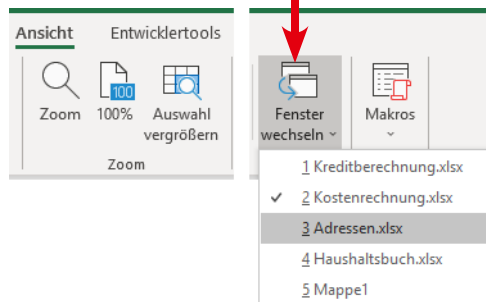 Ansicht Entwicklertools
100
Zoom 100% Auswahl vergrößern
Zoom
Fenster wechseln Makros
1 Kreditberechnung.xlsx
✓ 2 Kostenrechnung.xlsx
3 Adressen.xlsx
4 Haushaltsbuch.xlsx
5 Mappe1